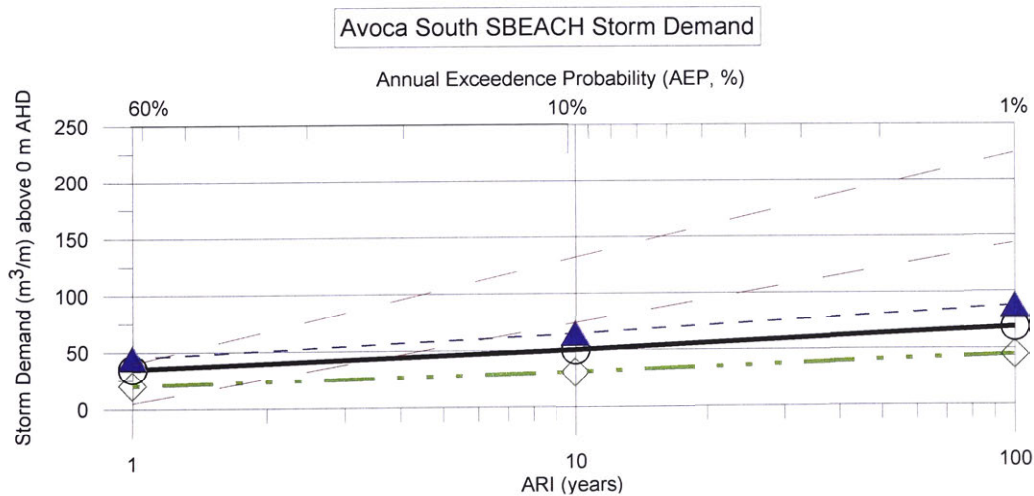 Avoca South SBEACH Storm Demand
Annual Exceedence Probability (AEP, %)
60% 10% 1%
Storm Demand (m³/m) above 0 m AHD
250
200
150
100
50
0
1 10 100
ARI (years)